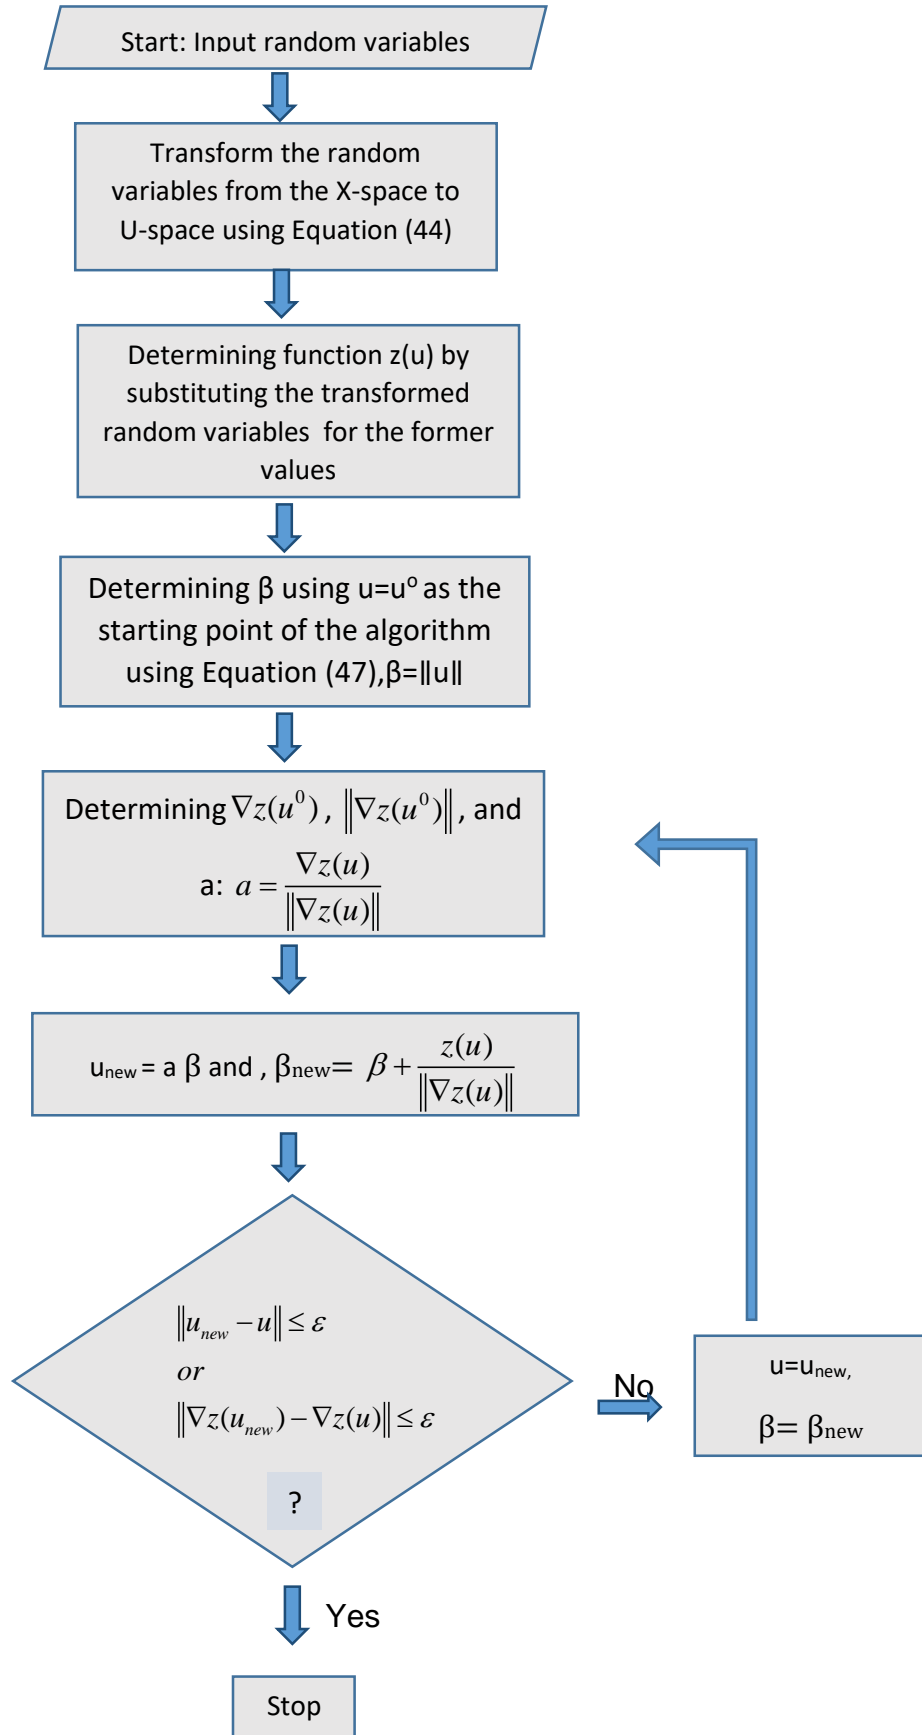 Start: Input random variables
Transform the random
variables from the X-space to
U-space using Equation (44)
Determining function z(u) by
substituting the transformed
random variables for the former
values
Determining β using u=u⁰ as the
starting point of the algorithm
using Equation (47),β=‖u‖
Determining ∇z(u⁰) , ‖∇z(u⁰)‖ , and
a: a = ∇z(u) / ‖∇z(u)‖
uₙₑw = a β and , βₙₑw = β + z(u) / ‖∇z(u)‖
‖uₙₑw − u‖ ≤ ε
or
‖∇z(uₙₑw) − ∇z(u)‖ ≤ ε
?
No
u=uₙₑw,
β= βₙₑw
Yes
Stop